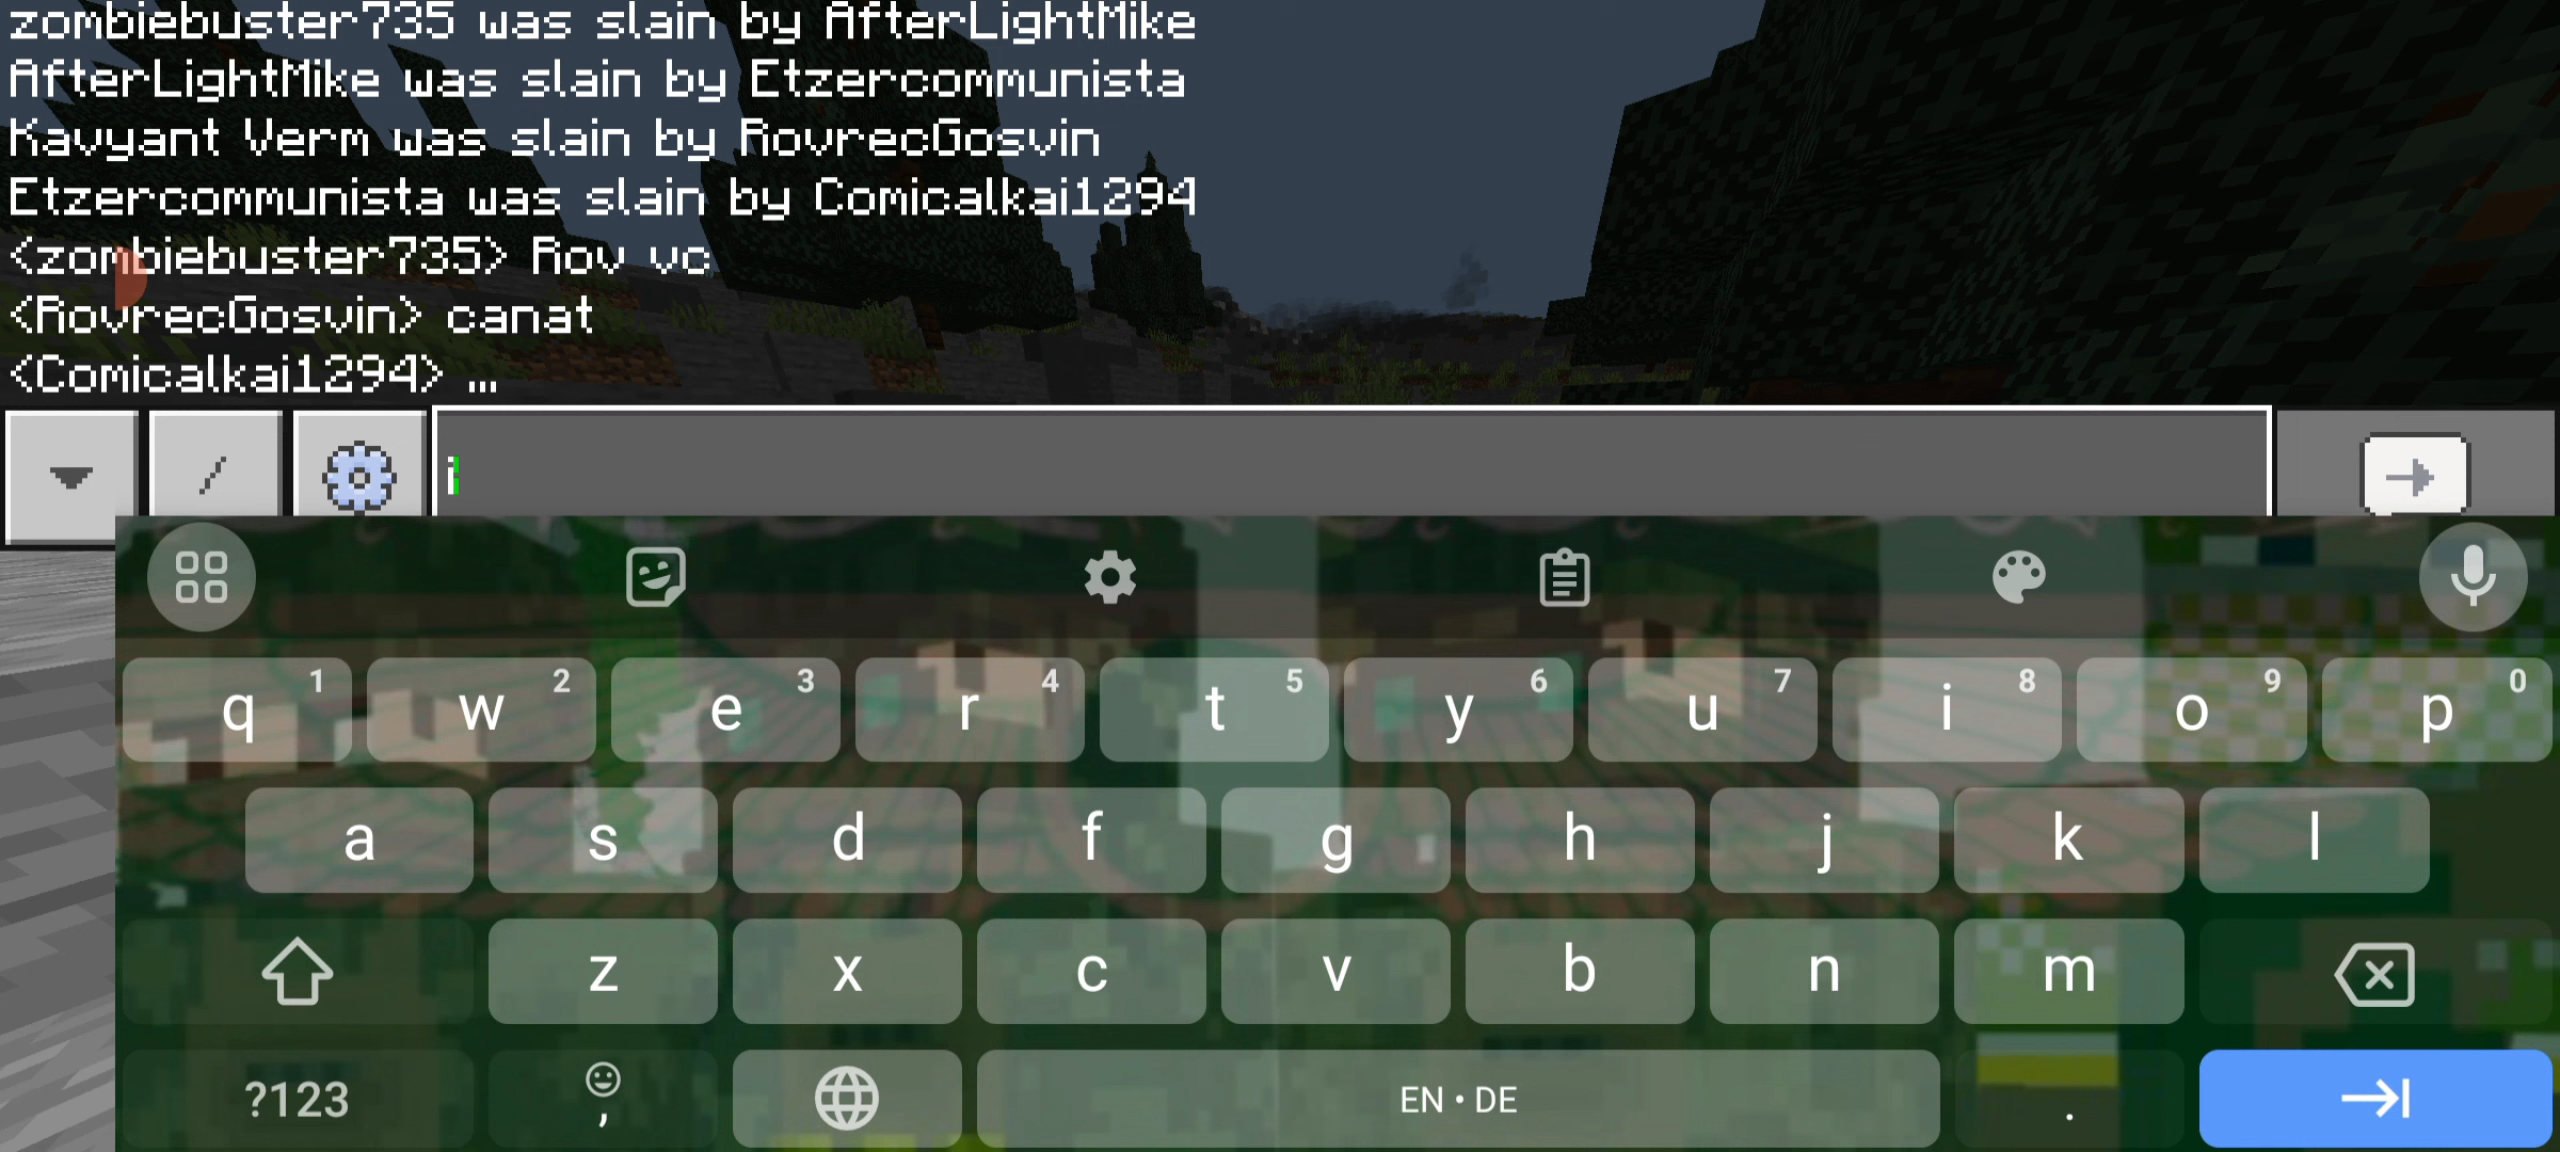 zombiebuster735 was slain by AfterLightMike
AfterLightMike was slain by Etzercommunista
Kavyant Verm was slain by RovrecGosvin
Etzercommunista was slain by Comicalkai1294
<zombiebuster735> Rov vc
<RovrecGosvin> canat
<Comicalkai1294> ...
/
i
q 1 w 2 e 3 r 4 t 5 y 6 u 7 i 8 o 9 p 0
a s d f g h j k l
z x c v b n m
?123 , EN • DE .